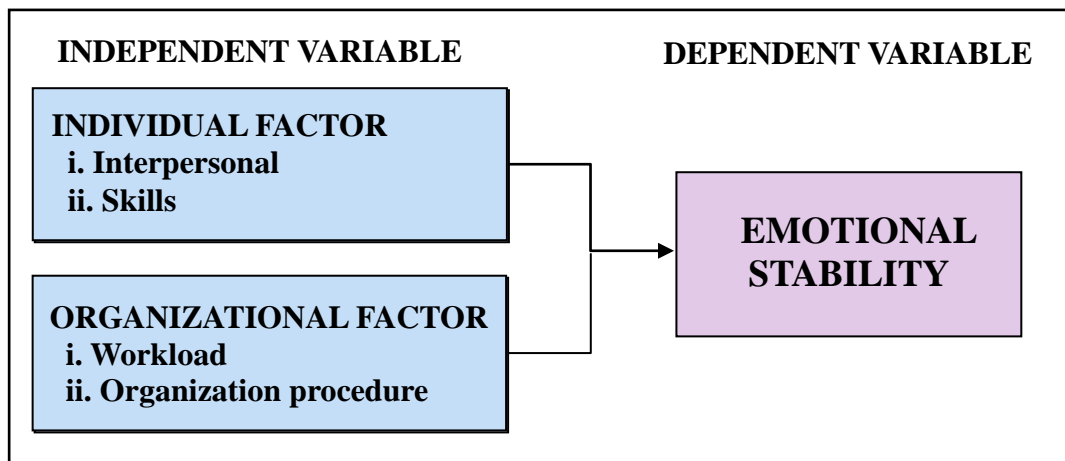 INDEPENDENT VARIABLE
DEPENDENT VARIABLE
INDIVIDUAL FACTOR
i. Interpersonal
ii. Skills
ORGANIZATIONAL FACTOR
i. Workload
ii. Organization procedure
EMOTIONAL
STABILITY